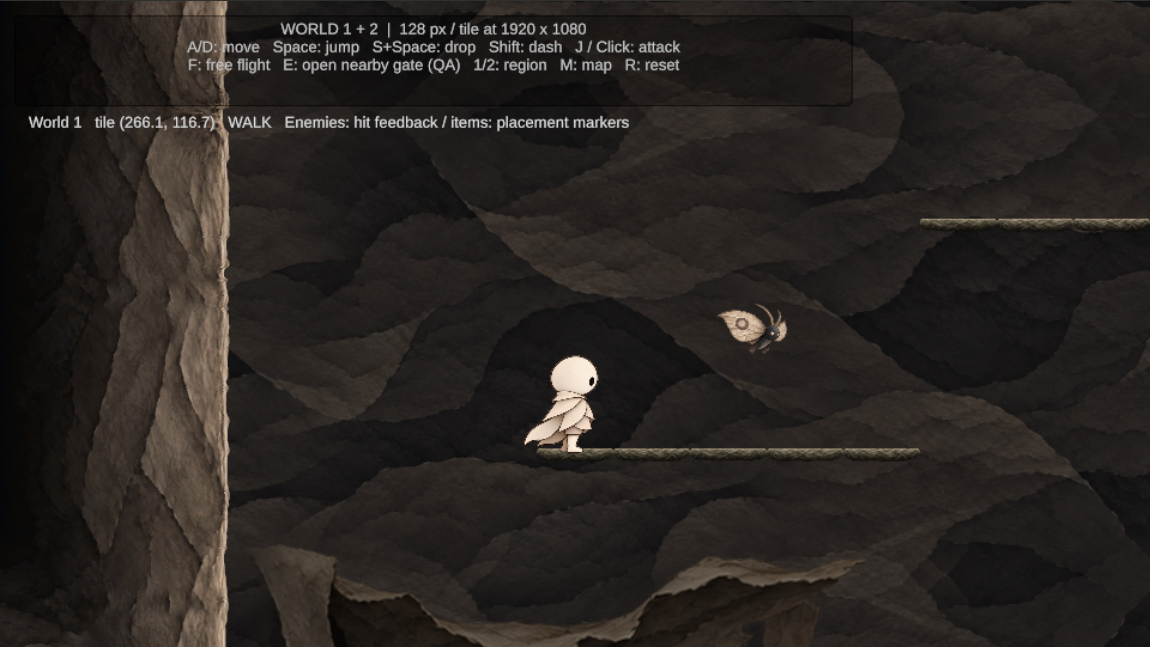 WORLD 1 + 2 | 128 px / tile at 1920 x 1080
A/D: move Space: jump S+Space: drop Shift: dash J / Click: attack
F: free flight E: open nearby gate (QA) 1/2: region M: map R: reset
World 1 tile (266.1, 116.7) WALK Enemies: hit feedback / items: placement markers